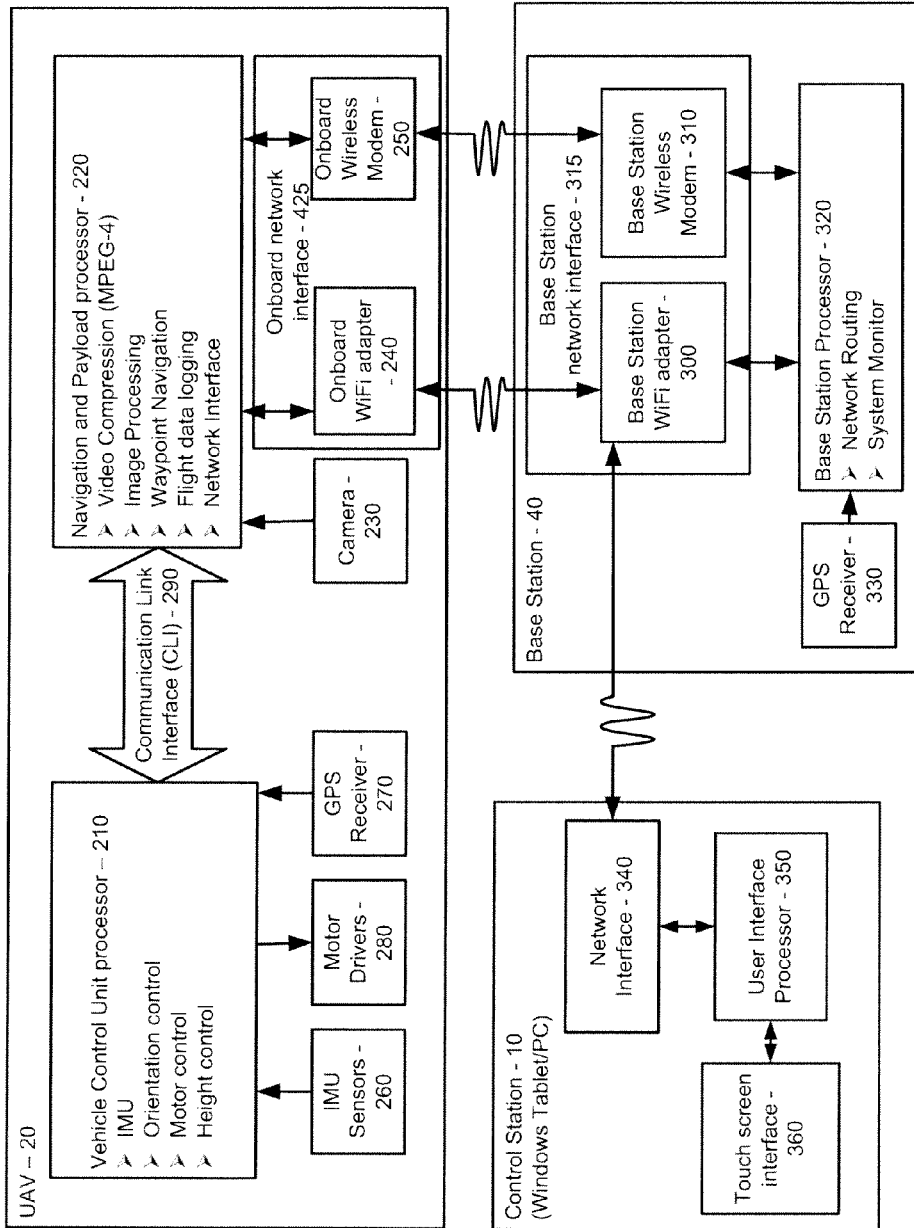 UAV – 20
Vehicle Control Unit processor – 210
➢ IMU
➢ Orientation control
➢ Motor control
➢ Height control
Communication Link
Interface (CLI) - 290
Navigation and Payload processor - 220
➢ Video Compression (MPEG-4)
➢ Image Processing
➢ Waypoint Navigation
➢ Flight data logging
➢ Network Interface
IMU
Sensors -
260
Motor
Drivers -
280
GPS
Receiver -
270
Camera -
230
Onboard
WiFi adapter
- 240
Onboard network
interface - 425
Onboard
Wireless
Modem -
250
Control Station - 10
(Windows Tablet/PC)
Network
Interface - 340
User Interface
Processor - 350
Touch screen
interface -
360
Base Station - 40
Base Station
network interface - 315
Base Station
WiFi adapter -
300
Base Station
Wireless
Modem - 310
GPS
Receiver -
330
Base Station Processor - 320
➢ Network Routing
➢ System Monitor